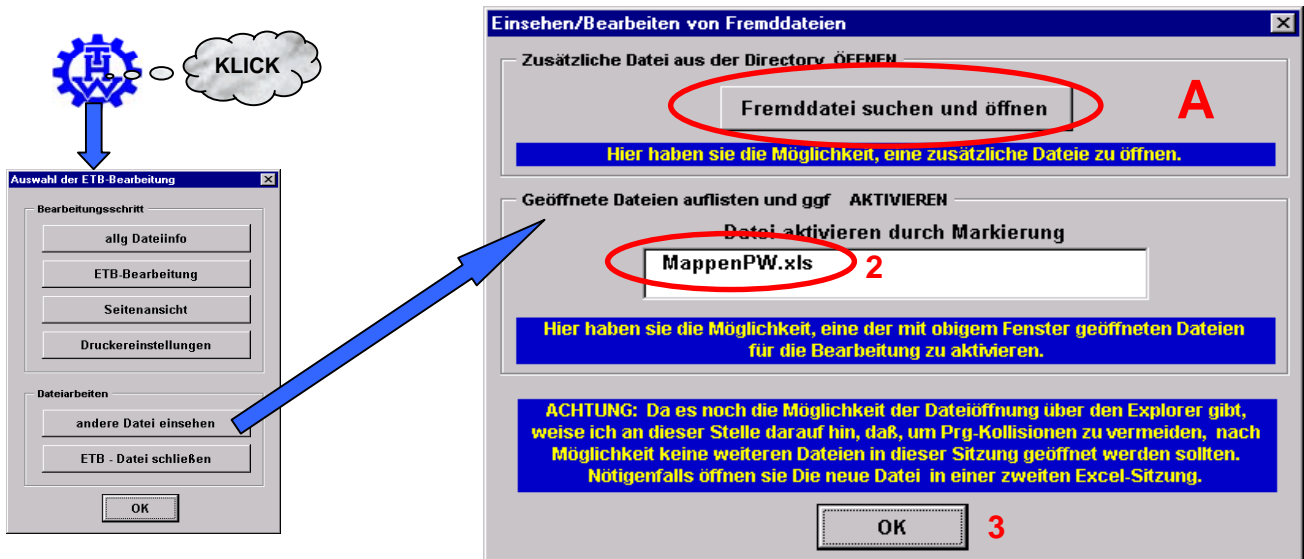 THW
KLICK
Auswahl der ETB-Bearbeitung
Bearbeitungsschritt
allg Dateiinfo
ETB-Bearbeitung
Seitenansicht
Druckereinstellungen
Dateiarbeiten
andere Datei einsehen
ETB - Datei schließen
OK
Einsehen/Bearbeiten von Fremddateien
Zusätzliche Datei aus der Directory ÖFFNEN
Fremddatei suchen und öffnen
A
Hier haben sie die Möglichkeit, eine zusätzliche Dateie zu öffnen.
Geöffnete Dateien auflisten und ggf AKTIVIEREN
Datei aktivieren durch Markierung
MappenPW.xls
2
Hier haben sie die Möglichkeit, eine der mit obigem Fenster geöffneten Dateien
für die Bearbeitung zu aktivieren.
ACHTUNG: Da es noch die Möglichkeit der Dateiöffnung über den Explorer gibt,
weise ich an dieser Stelle darauf hin, daß, um Prg-Kollisionen zu vermeiden, nach
Möglichkeit keine weiteren Dateien in dieser Sitzung geöffnet werden sollten.
Nötigenfalls öffnen sie Die neue Datei in einer zweiten Excel-Sitzung.
OK
3